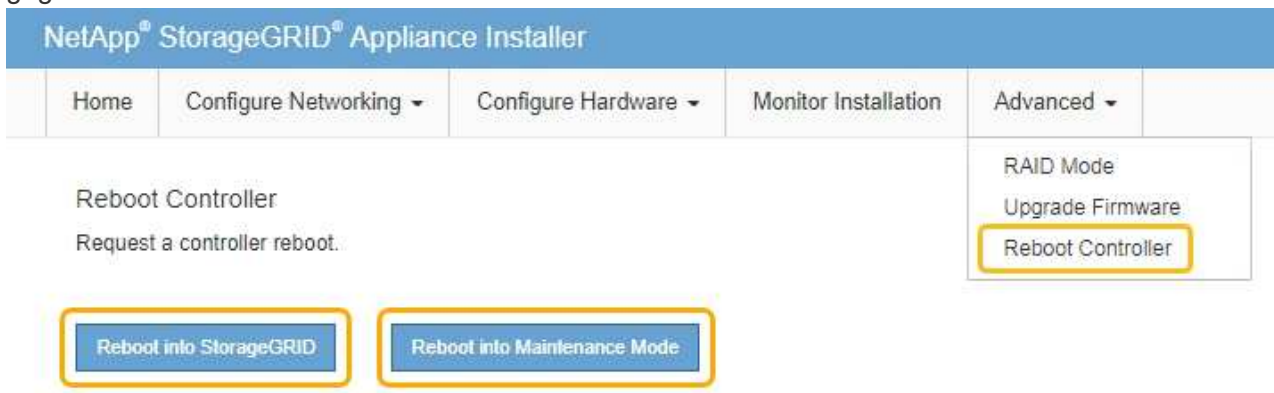 NetApp® StorageGRID® Appliance Installer
Home Configure Networking Configure Hardware Monitor Installation Advanced
RAID Mode
Upgrade Firmware
Reboot Controller
Reboot Controller
Request a controller reboot.
Reboot into StorageGRID Reboot into Maintenance Mode